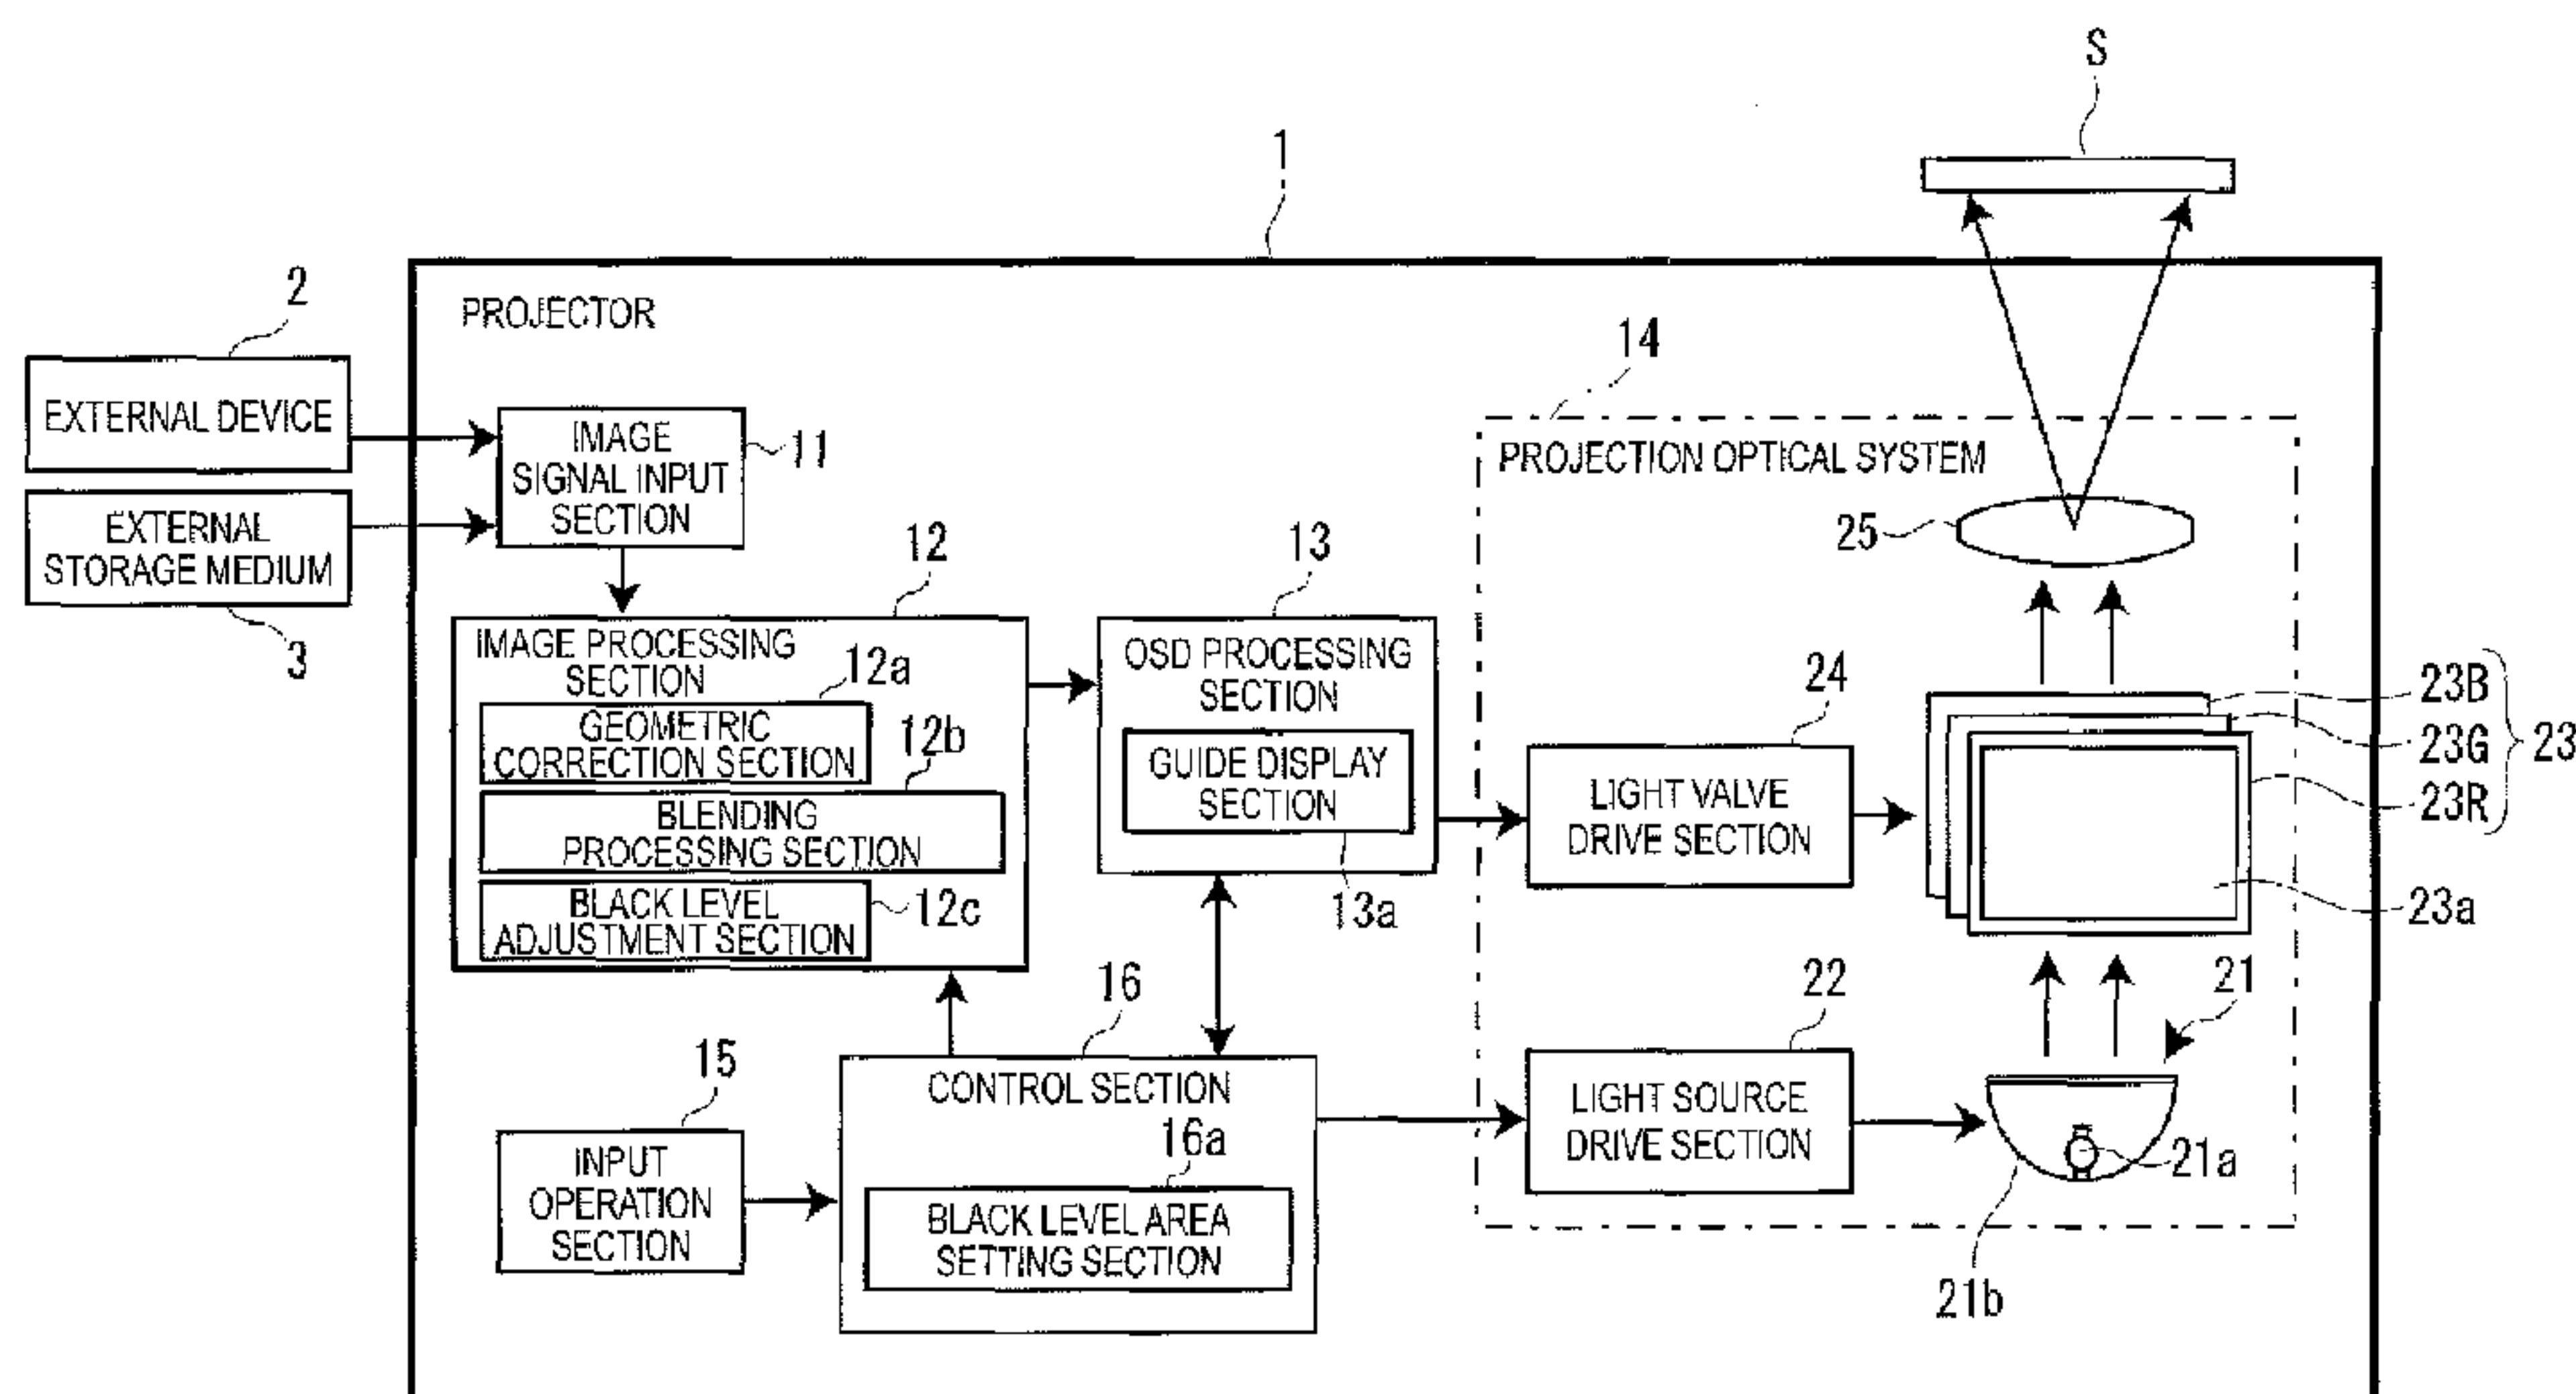 S
1
2
PROJECTOR
14
EXTERNAL DEVICE
IMAGE
SIGNAL INPUT
SECTION
11
PROJECTION OPTICAL SYSTEM
EXTERNAL
STORAGE MEDIUM
3
25
12
13
IMAGE PROCESSING
SECTION
12a
GEOMETRIC
CORRECTION SECTION
12b
BLENDING
PROCESSING SECTION
BLACK LEVEL
ADJUSTMENT SECTION
12c
OSD PROCESSING
SECTION
GUIDE DISPLAY
SECTION
13a
24
LIGHT VALVE
DRIVE SECTION
23B
23G
23R
23
23a
16
CONTROL SECTION
16a
BLACK LEVEL AREA
SETTING SECTION
15
INPUT
OPERATION
SECTION
22
LIGHT SOURCE
DRIVE SECTION
21
21a
21b